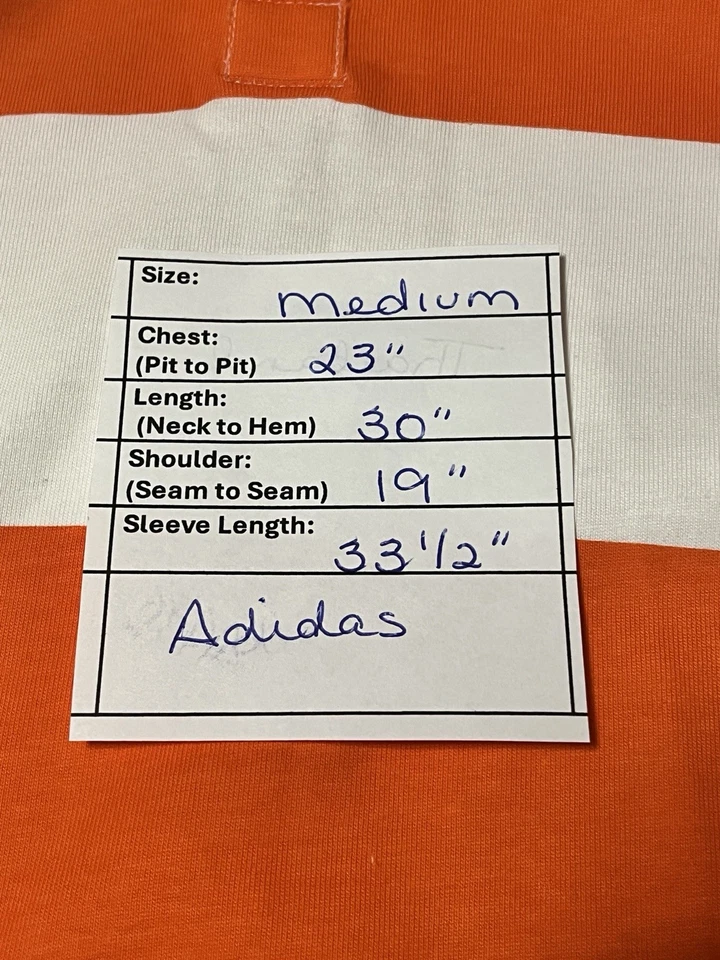 Size:
medium
Chest:
(Pit to Pit) 23"
Length:
(Neck to Hem) 30"
Shoulder:
(Seam to Seam) 19"
Sleeve Length:
33 1/2"
Adidas